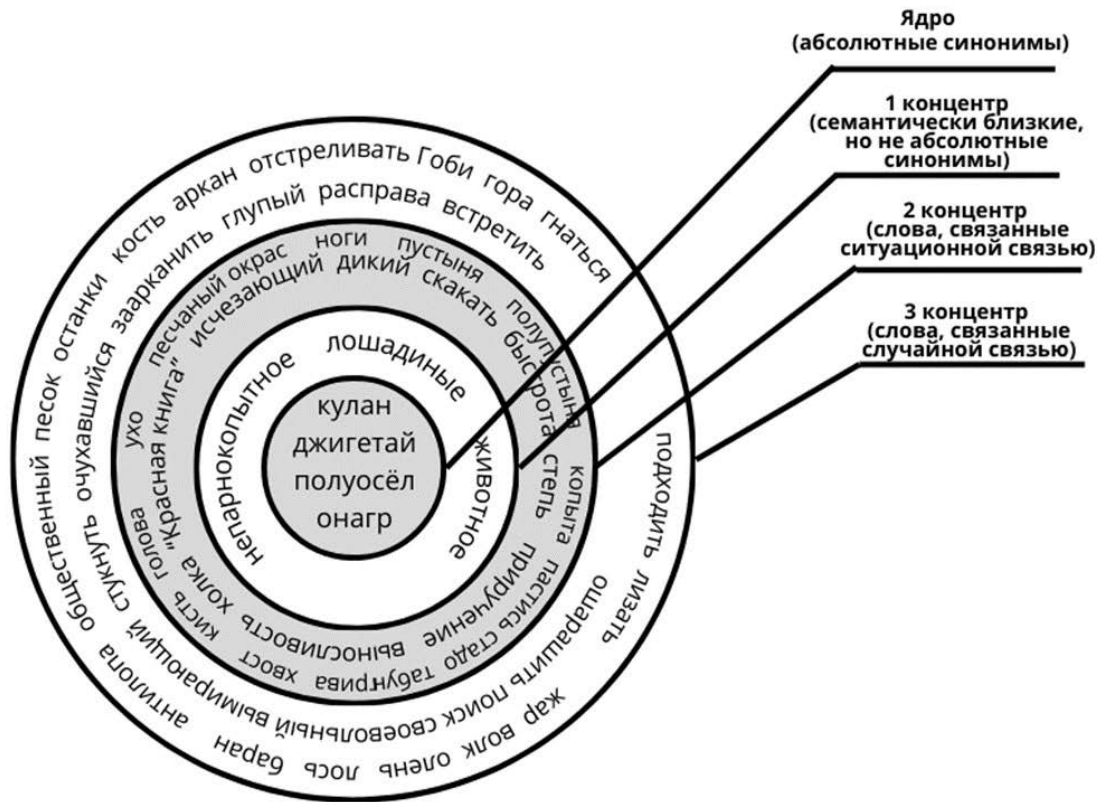 Ядро
(абсолютные синонимы)
1 концентр
(семантически близкие,
но не абсолютные
синонимы)
2 концентр
(слова, связанные
ситуационной связью)
3 концентр
(слова, связанные
случайной связью)
кулан
джигетай
полуосёл
онагр
непарнокопытное лошадиные животное
"Красная книга" исчезающий дикий скакать быстрота степь приручение выносливость холка
ухо песчаный окрас ноги пустыня полупустыня копыта пастись стадо табун грива хвост кисть голова
стукнуть очухавшийся заарканить глупый расправа встретить
ошарашить поиск своевольный вымирающий
антилопа общественный песок останки кость аркан отстреливать Гоби гора гнаться
подходить лизать
жар волк олень лось баран